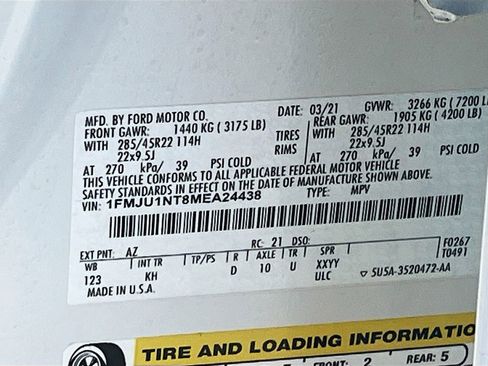 MFD. BY FORD MOTOR CO. DATE: 03/21 GVWR: 3266 KG ( 7200 LB
FRONT GAWR: 1440 KG ( 3175 LB) REAR GAWR: 1905 KG ( 4200 LB)
WITH 285/45R22 114H TIRES WITH 285/45R22 114H
22x9.5J RIMS 22x9.5J
AT 270 kPa/ 39 PSI COLD AT 270 kPa/ 39 PSI COLD
THIS VEHICLE CONFORMS TO ALL APPLICABLE FEDERAL MOTOR VEHICLE
SAFETY STANDARDS IN EFFECT ON THE DATE OF MANUFACTURE SHOWN ABOVE.
VIN: 1FMJU1NT8MEA24438 TYPE: MPV
EXT PNT: AZ RC: 21 DSO: F0267
WB INT TR TP/PS R AXLE TR SPR T0491
123 KH D 10 U XXYY
MADE IN U.S.A. ULC 5U5A-3520472-AA
TIRE AND LOADING INFORMATIO
FRONT: 2 REAR: 5